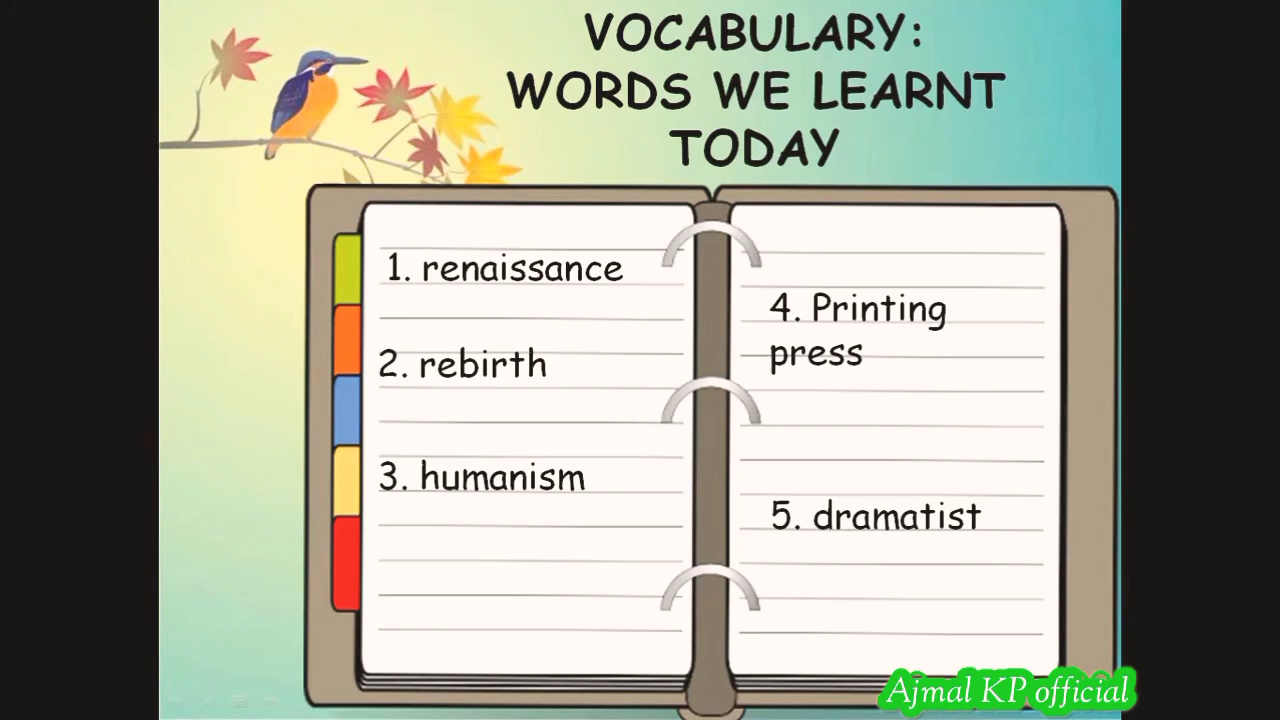 VOCABULARY:
WORDS WE LEARNT
TODAY
1. renaissance
2. rebirth
3. humanism
4. Printing
press
5. dramatist
Ajmal KP official